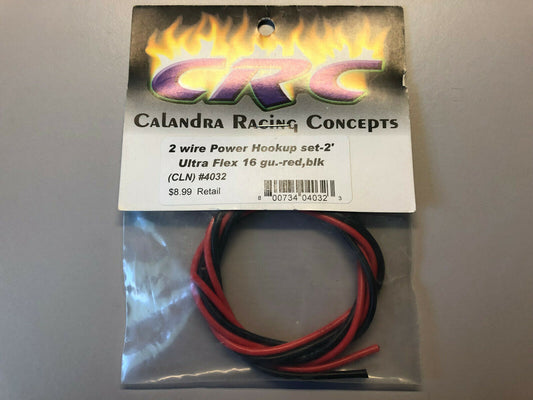 CRC
Calandra Racing Concepts
2 wire Power Hookup set-2'
Ultra Flex 16 gu.-red,blk
(CLN) #4032
$8.99 Retail
8 00734 04032 3